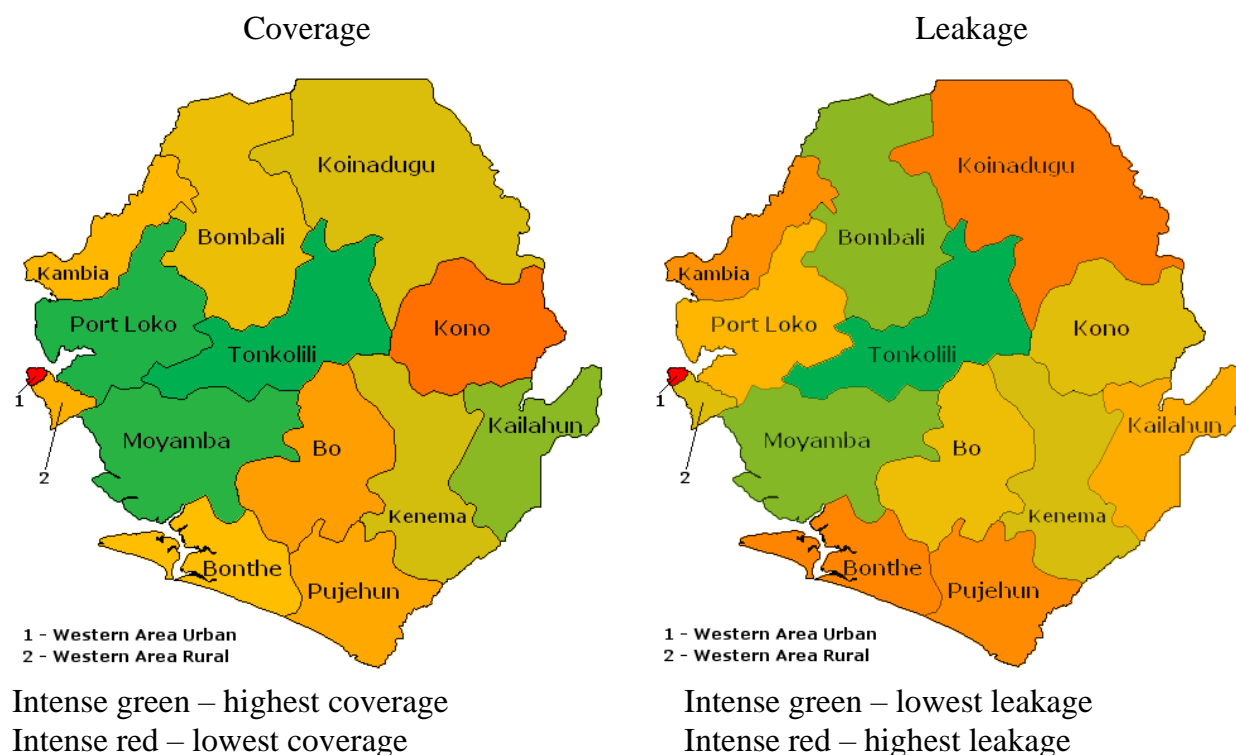 Coverage
Koinadugu
Bombali
Kambia
Port Loko
Kono
Tonkolili
1
Moyamba
Bo
Kailahun
2
Kenema
Bonthe
Pujehun
1 - Western Area Urban
2 - Western Area Rural
Intense green – highest coverage
Intense red – lowest coverage
Leakage
Koinadugu
Bombali
Kambia
Port Loko
Kono
Tonkolili
1
Moyamba
Bo
Kailahun
2
Kenema
Bonthe
Pujehun
1 - Western Area Urban
2 - Western Area Rural
Intense green – lowest leakage
Intense red – highest leakage